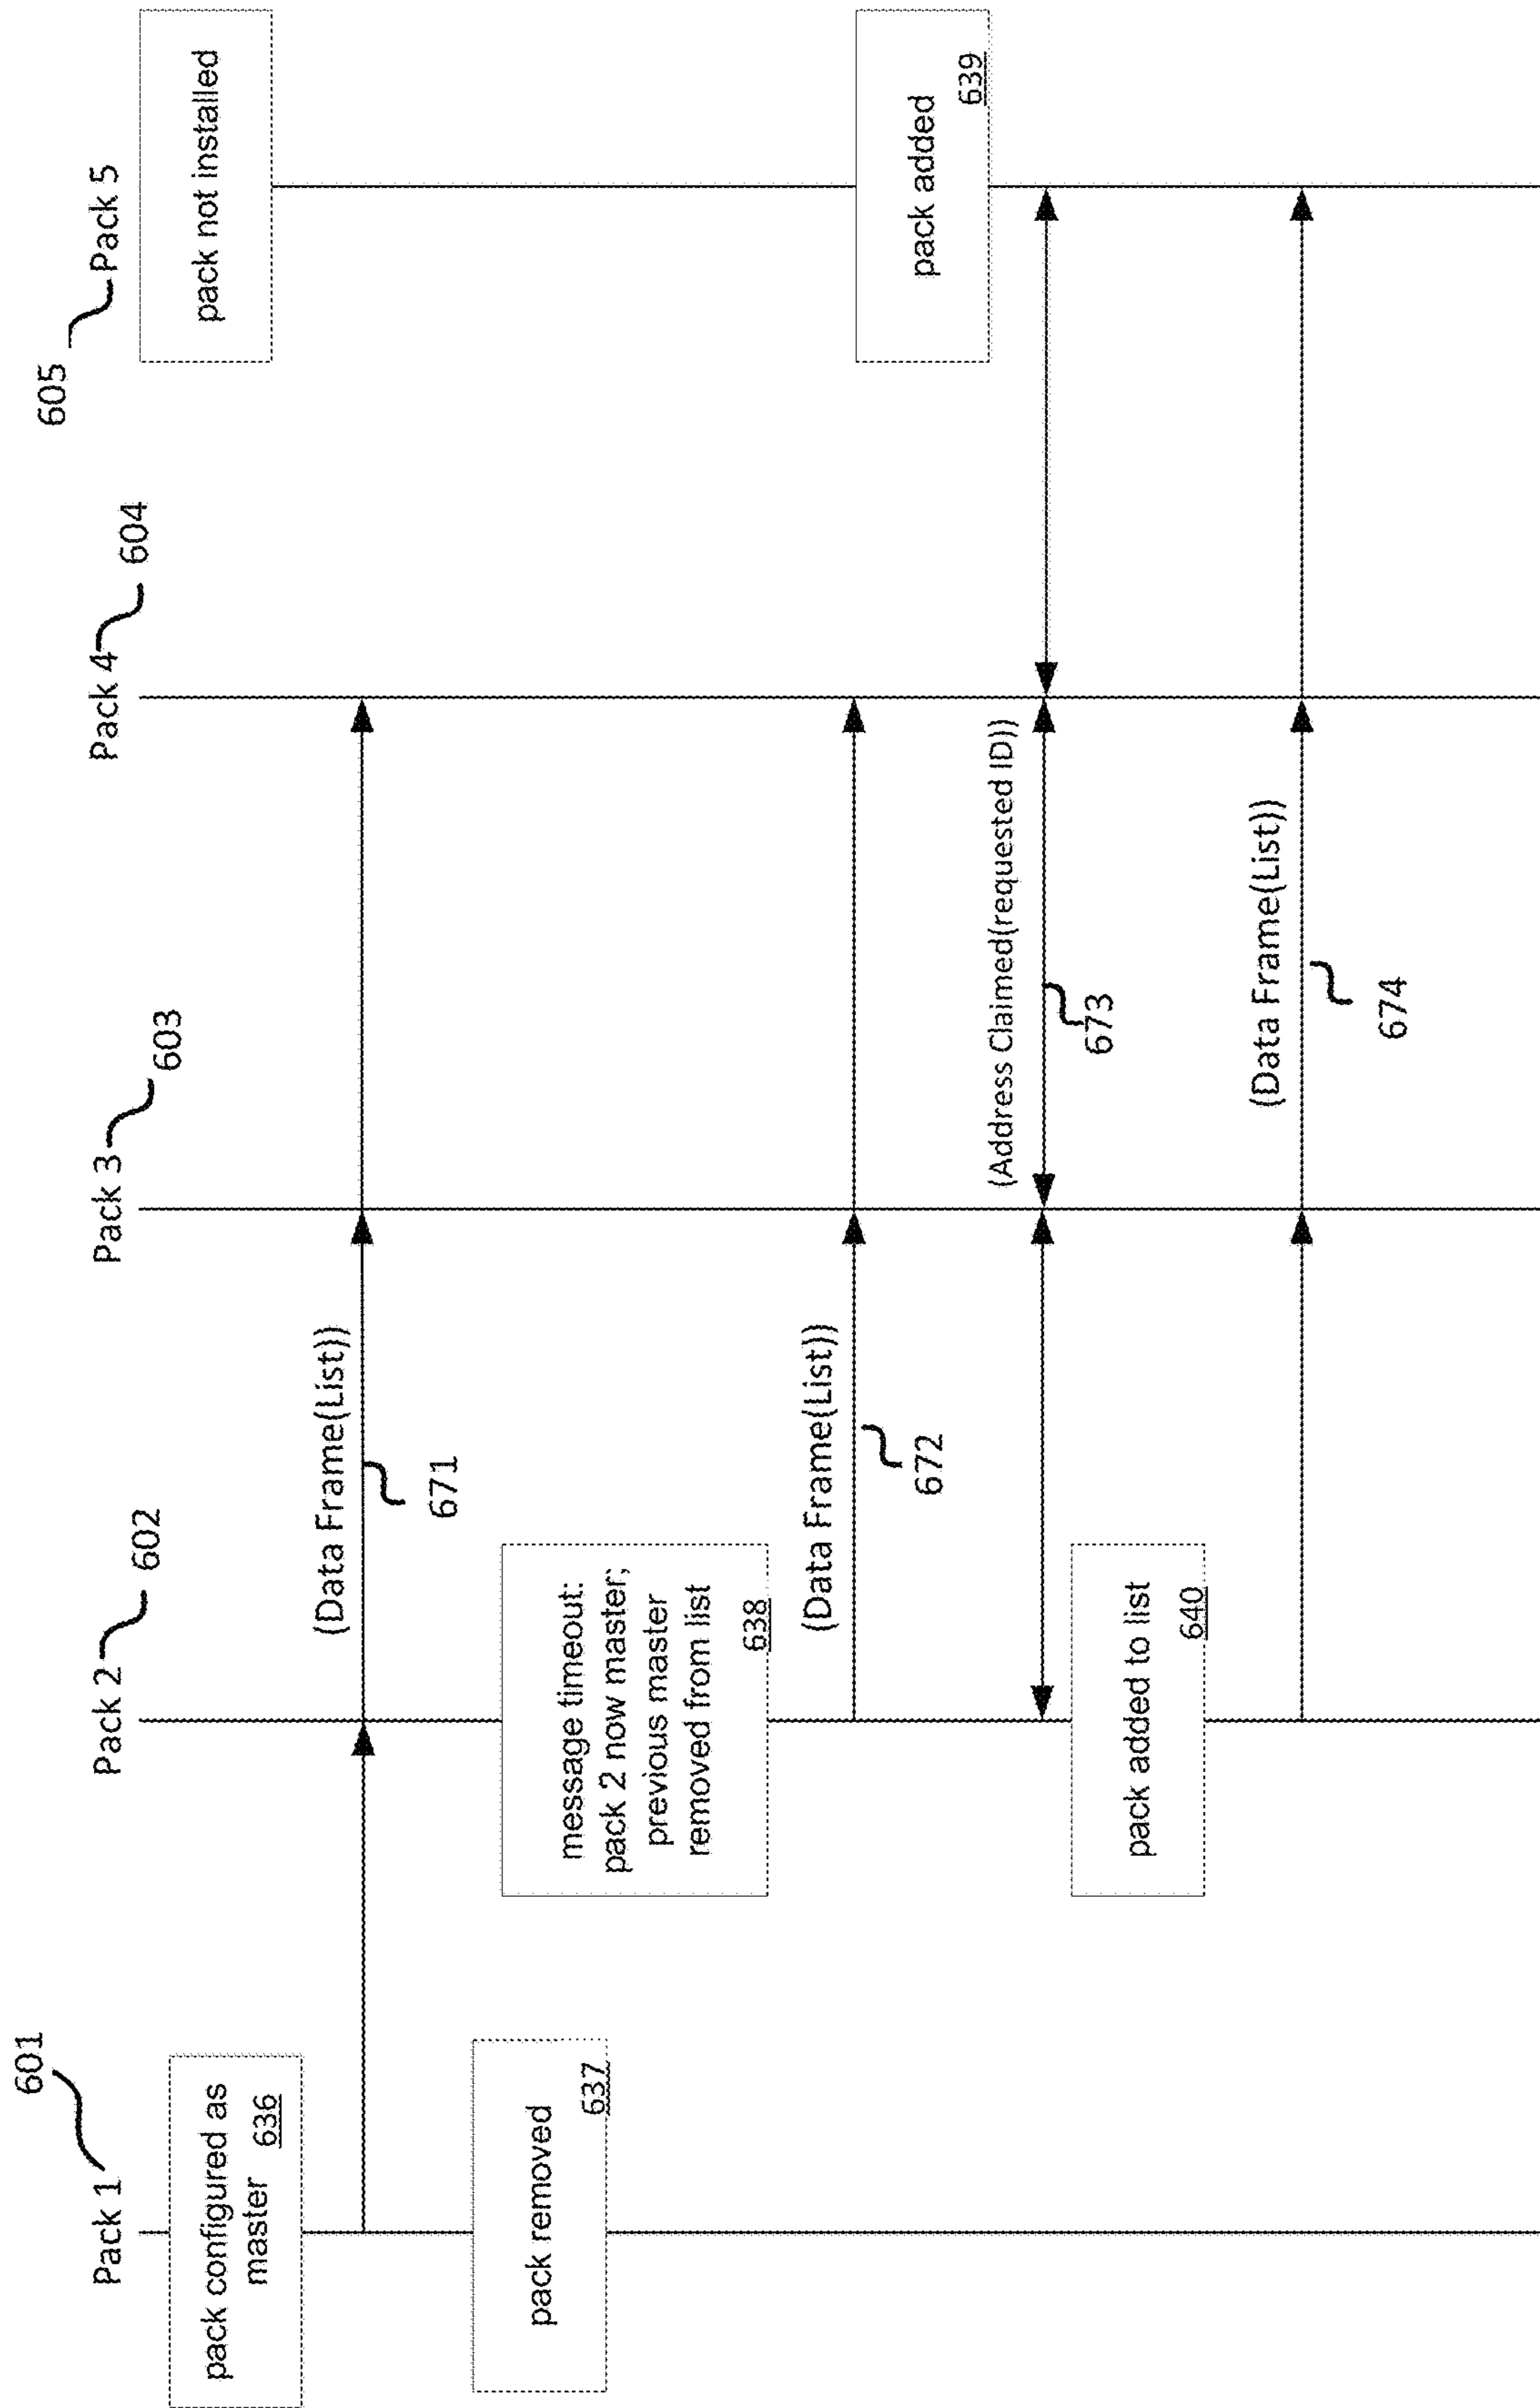 601
Pack 1
Pack 2
602
Pack 3
603
Pack 4
604
605
Pack 5
pack configured as
master 636
pack not installed
(Data Frame(List))
671
pack removed
637
message timeout:
pack 2 now master;
previous master
removed from list
638
(Data Frame(List))
672
pack added
639
(Address Claimed(requested ID))
673
pack added to list
640
(Data Frame(List))
674